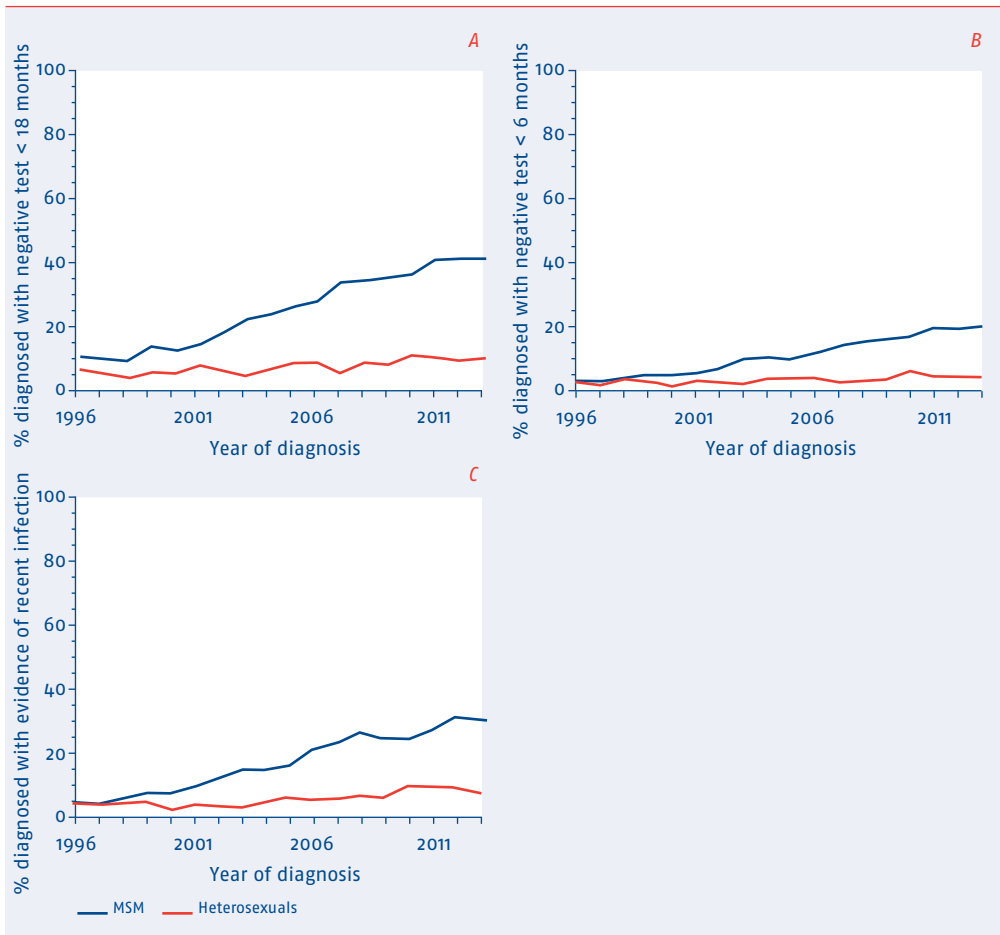 A
% diagnosed with negative test < 18 months
100
80
60
40
20
0
1996 2001 2006 2011
Year of diagnosis
B
% diagnosed with negative test < 6 months
100
80
60
40
20
0
1996 2001 2006 2011
Year of diagnosis
C
% diagnosed with evidence of recent infection
100
80
60
40
20
0
1996 2001 2006 2011
Year of diagnosis
MSM Heterosexuals